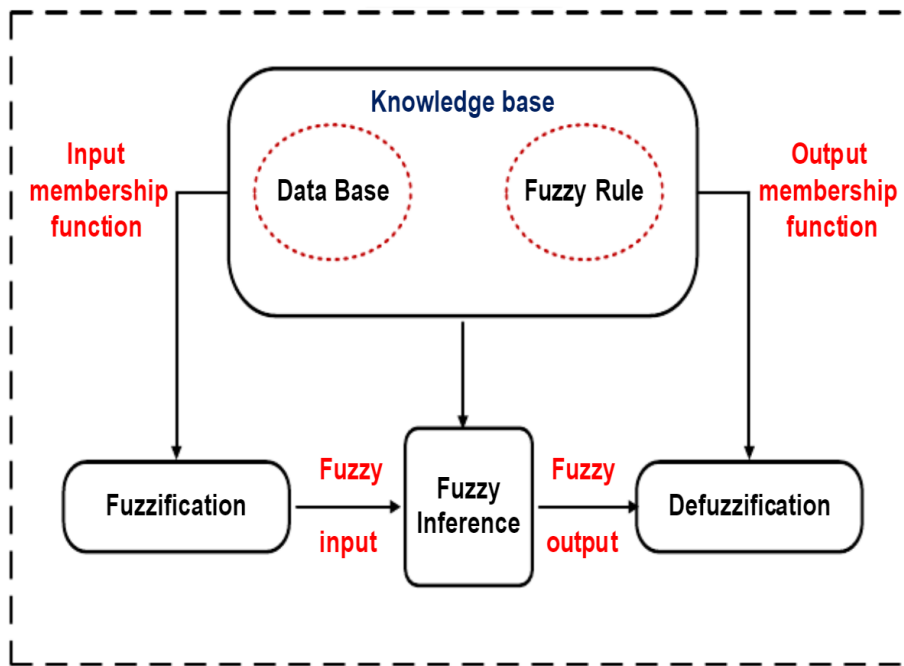 Knowledge base
Input
membership
function
Data Base
Fuzzy Rule
Output
membership
function
Fuzzification
Fuzzy
input
Fuzzy
Inference
Fuzzy
output
Defuzzification